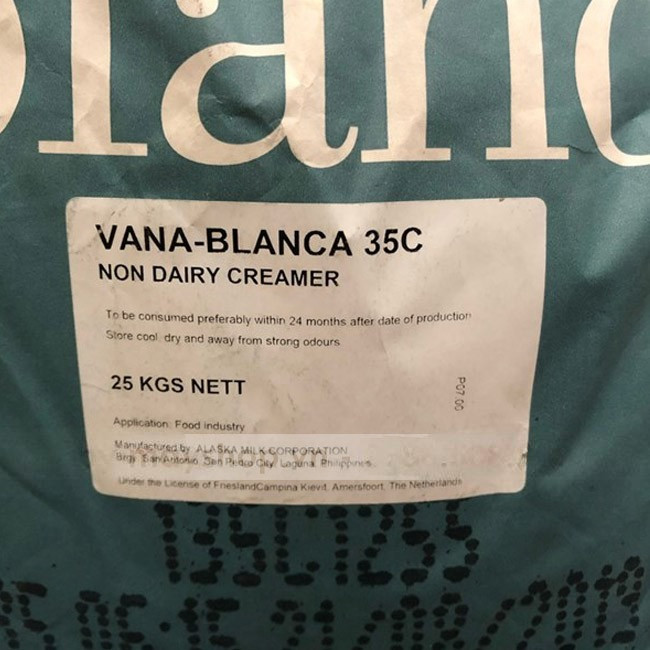 lanc
VANA-BLANCA 35C
NON DAIRY CREAMER
To be consumed preferably within 24 months after date of production
Store cool, dry and away from strong odours
25 KGS NETT
P07 00
Application: Food industry
Manufactured by ALASKA MILK CORPORATION
Brgy. San Antonio, San Pedro City, Laguna, Philippines
Under the License of FrieslandCampina Kievit, Amersfoort, The Netherlands